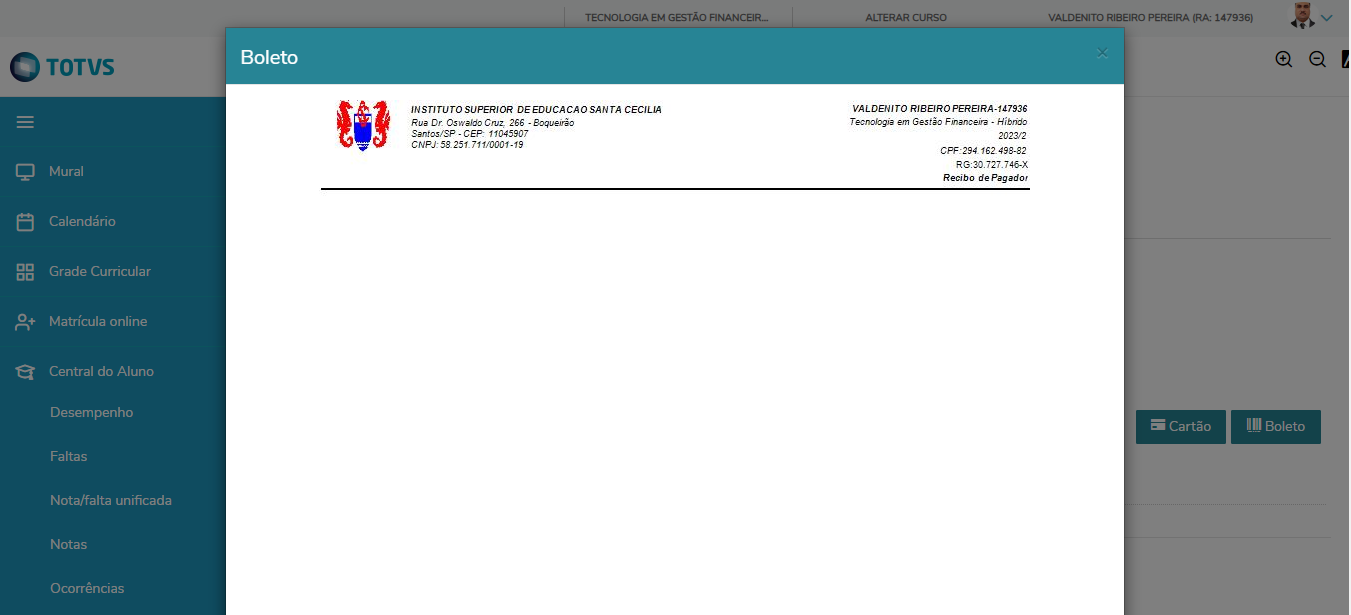 TECNOLOGIA EM GESTÃO FINANCEIR...
ALTERAR CURSO
VALDENITO RIBEIRO PEREIRA (RA: 147936)
TOTVS
Boleto
×
INSTITUTO SUPERIOR DE EDUCACAO SANTA CECILIA
Rua Dr. Oswaldo Cruz, 266 - Boqueirão
Santos/SP - CEP: 11045907
CNPJ: 58.251.711/0001-19
VALDENITO RIBEIRO PEREIRA-147936
Tecnologia em Gestão Financeira - Híbrido
2023/2
CPF:294.162.498-82
RG:30.727.746-X
Recibo de Pagador
Mural
Calendário
Grade Curricular
Matrícula online
Central do Aluno
Desempenho
Faltas
Nota/falta unificada
Notas
Ocorrências
Cartão
Boleto